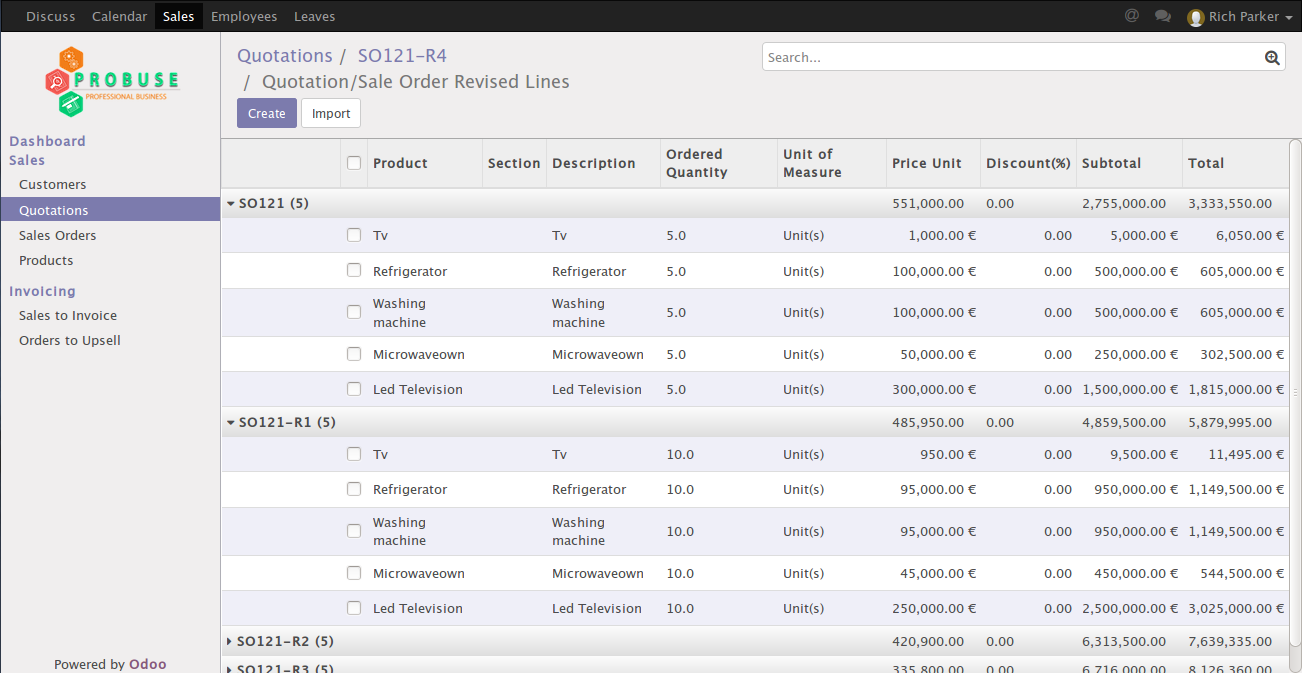 Discuss Calendar Sales Employees Leaves @ Rich Parker
PROBUSE
PROFESSIONAL BUSINESS
Dashboard
Sales
Customers
Quotations
Sales Orders
Products
Invoicing
Sales to Invoice
Orders to Upsell
Powered by Odoo
Quotations / SO121-R4
/ Quotation/Sale Order Revised Lines
Search...
Create Import
Product Section Description Ordered Quantity Unit of Measure Price Unit Discount(%) Subtotal Total
SO121 (5) 551,000.00 0.00 2,755,000.00 3,333,550.00
Tv Tv 5.0 Unit(s) 1,000.00 € 0.00 5,000.00 € 6,050.00 €
Refrigerator Refrigerator 5.0 Unit(s) 100,000.00 € 0.00 500,000.00 € 605,000.00 €
Washing machine Washing machine 5.0 Unit(s) 100,000.00 € 0.00 500,000.00 € 605,000.00 €
Microwaveown Microwaveown 5.0 Unit(s) 50,000.00 € 0.00 250,000.00 € 302,500.00 €
Led Television Led Television 5.0 Unit(s) 300,000.00 € 0.00 1,500,000.00 € 1,815,000.00 €
SO121-R1 (5) 485,950.00 0.00 4,859,500.00 5,879,995.00
Tv Tv 10.0 Unit(s) 950.00 € 0.00 9,500.00 € 11,495.00 €
Refrigerator Refrigerator 10.0 Unit(s) 95,000.00 € 0.00 950,000.00 € 1,149,500.00 €
Washing machine Washing machine 10.0 Unit(s) 95,000.00 € 0.00 950,000.00 € 1,149,500.00 €
Microwaveown Microwaveown 10.0 Unit(s) 45,000.00 € 0.00 450,000.00 € 544,500.00 €
Led Television Led Television 10.0 Unit(s) 250,000.00 € 0.00 2,500,000.00 € 3,025,000.00 €
SO121-R2 (5) 420,900.00 0.00 6,313,500.00 7,639,335.00
SO121-R3 (5) 335,800.00 0.00 6,716,000.00 8,126,360.00